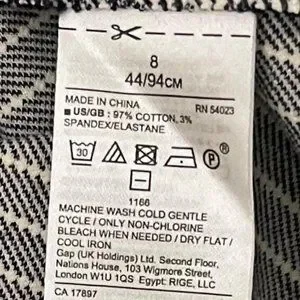 8
44/94CM
MADE IN CHINA RN 54023
■ US/GB : 97% COTTON, 3%
SPANDEX/ELASTANE
30 P
1166
MACHINE WASH COLD GENTLE
CYCLE / ONLY NON-CHLORINE
BLEACH WHEN NEEDED / DRY FLAT /
COOL IRON
Gap (UK Holdings) Ltd. Second Floor,
Nations House, 103 Wigmore Street,
London W1U 1QS Egypt: RIGE, LLC
CA 17897